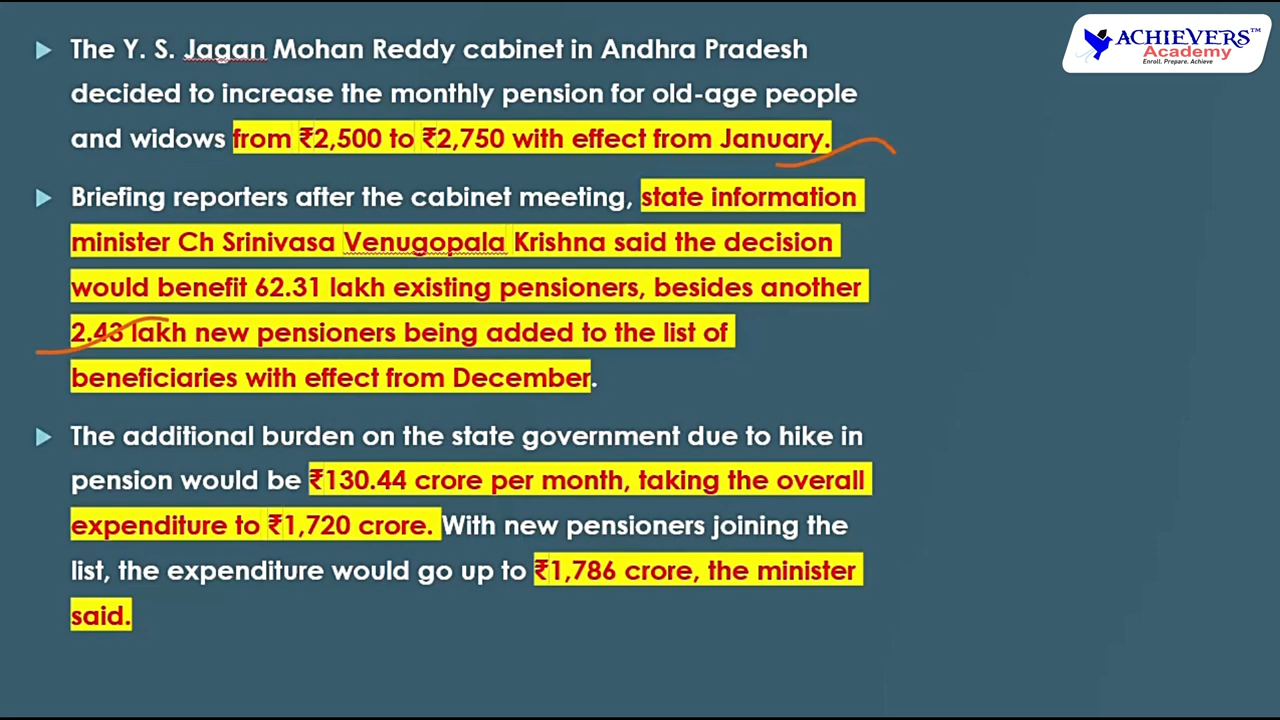 ACHIEVERS™
Academy
Enroll. Prepare. Achieve
The Y. S. Jagan Mohan Reddy cabinet in Andhra Pradesh
decided to increase the monthly pension for old-age people
and widows from ₹2,500 to ₹2,750 with effect from January.
Briefing reporters after the cabinet meeting, state information
minister Ch Srinivasa Venugopala Krishna said the decision
would benefit 62.31 lakh existing pensioners, besides another
2.43 lakh new pensioners being added to the list of
beneficiaries with effect from December.
The additional burden on the state government due to hike in
pension would be ₹130.44 crore per month, taking the overall
expenditure to ₹1,720 crore. With new pensioners joining the
list, the expenditure would go up to ₹1,786 crore, the minister
said.